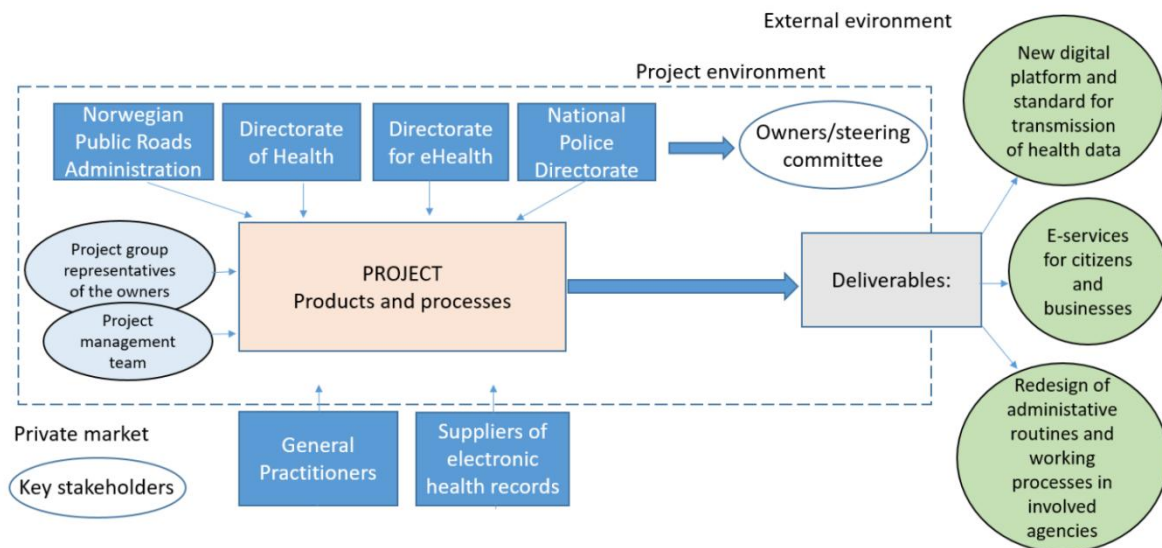 External evironment
Project environment
Norwegian
Public Roads
Administration
Directorate
of Health
Directorate
for eHealth
National
Police
Directorate
Owners/steering
committee
New digital
platform and
standard for
transmission
of health data
Project group
representatives
of the owners
Project
management
team
PROJECT
Products and processes
Deliverables:
E-services
for citizens
and
businesses
Redesign of
administative
routines and
working
processes in
involved
agencies
Private market
Key stakeholders
General
Practitioners
Suppliers of
electronic
health records